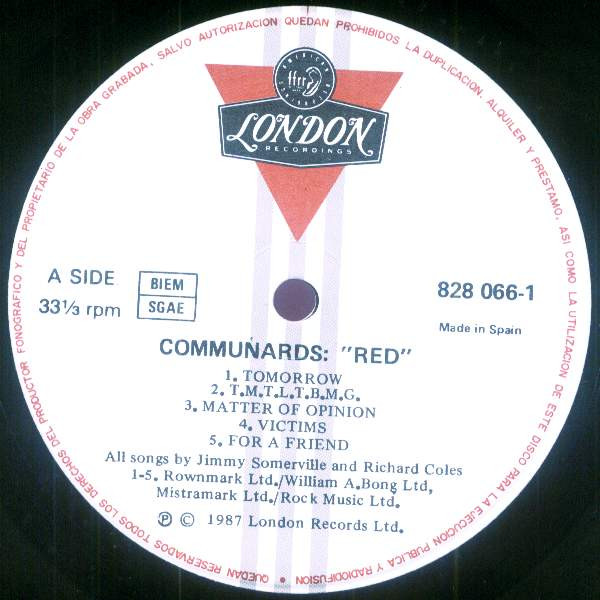 QUEDAN RESERVADOS TODOS LOS DERECHOS DEL PRODUCTOR FONOGRAFICO Y DEL PROPIETARIO DE LA OBRA GRABADA, SALVO AUTORIZACION QUEDAN PROHIBIDOS LA DUPLICACION, ALQUILER Y PRESTAMO, ASI COMO LA UTILIZACION DE ESTE DISCO PARA LA EJECUCION PUBLICA Y RADIODIFUSION •
ffrr
LONDON
RECORDINGS
A SIDE
33⅓ rpm
BIEM
SGAE
828 066-1
Made in Spain
COMMUNARDS: "RED"
1. TOMORROW
2. T.M.T.L.T.B.M.G.
3. MATTER OF OPINION
4. VICTIMS
5. FOR A FRIEND
All songs by Jimmy Somerville and Richard Coles
1-5. Rownmark Ltd./William A.Bong Ltd,
Mistramark Ltd./Rock Music Ltd.
℗ © 1987 London Records Ltd.